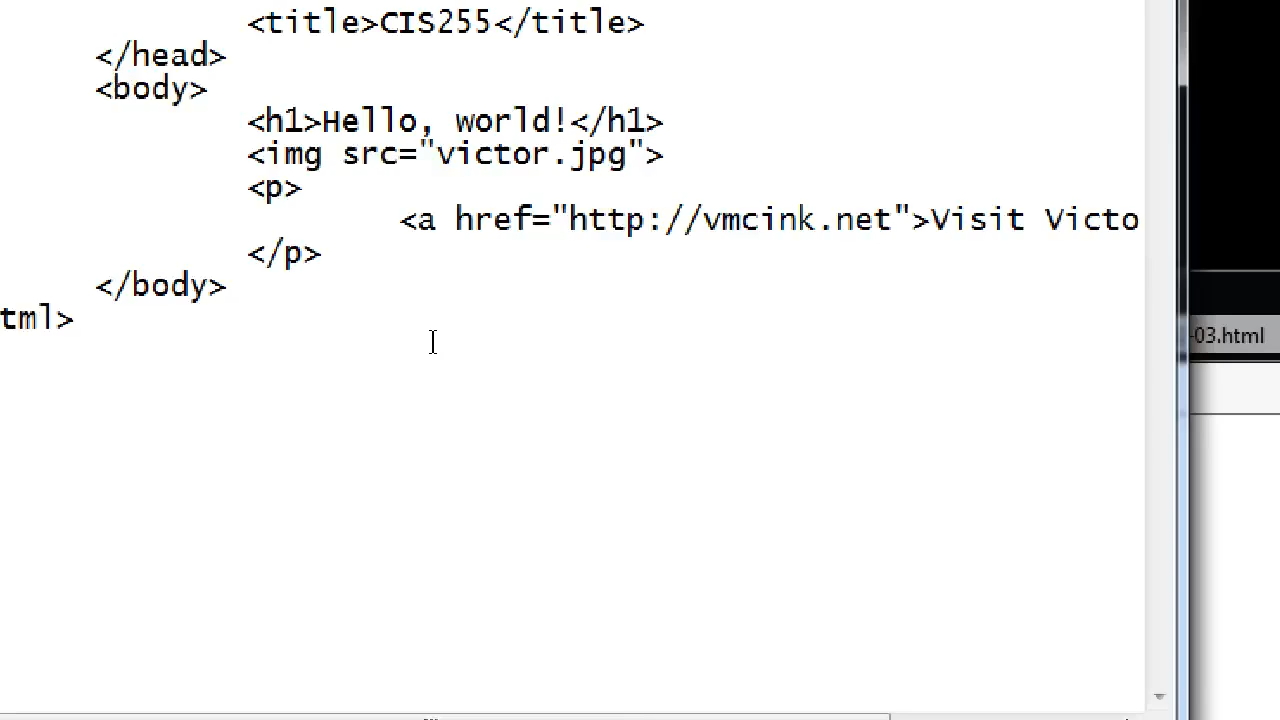 <title>CIS255</title>
</head>
<body>
<h1>Hello, world!</h1>
<img src="victor.jpg">
<p>
<a href="http://vmcink.net">Visit Victo
</p>
</body>
tml>
-03.html